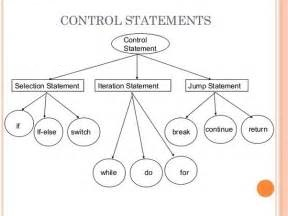 CONTROL STATEMENTS
Control
Statement
Selection Statement
Iteration Statement
Jump Statement
if
If-else
switch
break
continue
return
while
do
for